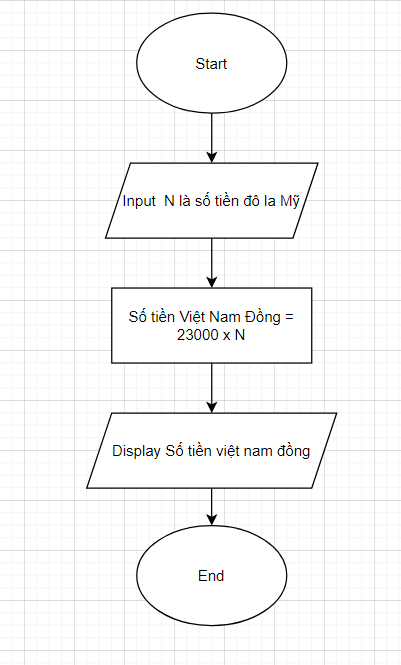 Start
Input  N là số tiền đô la Mỹ
Số tiền Việt Nam Đồng =
23000 x N
Display Số tiền việt nam đồng
End